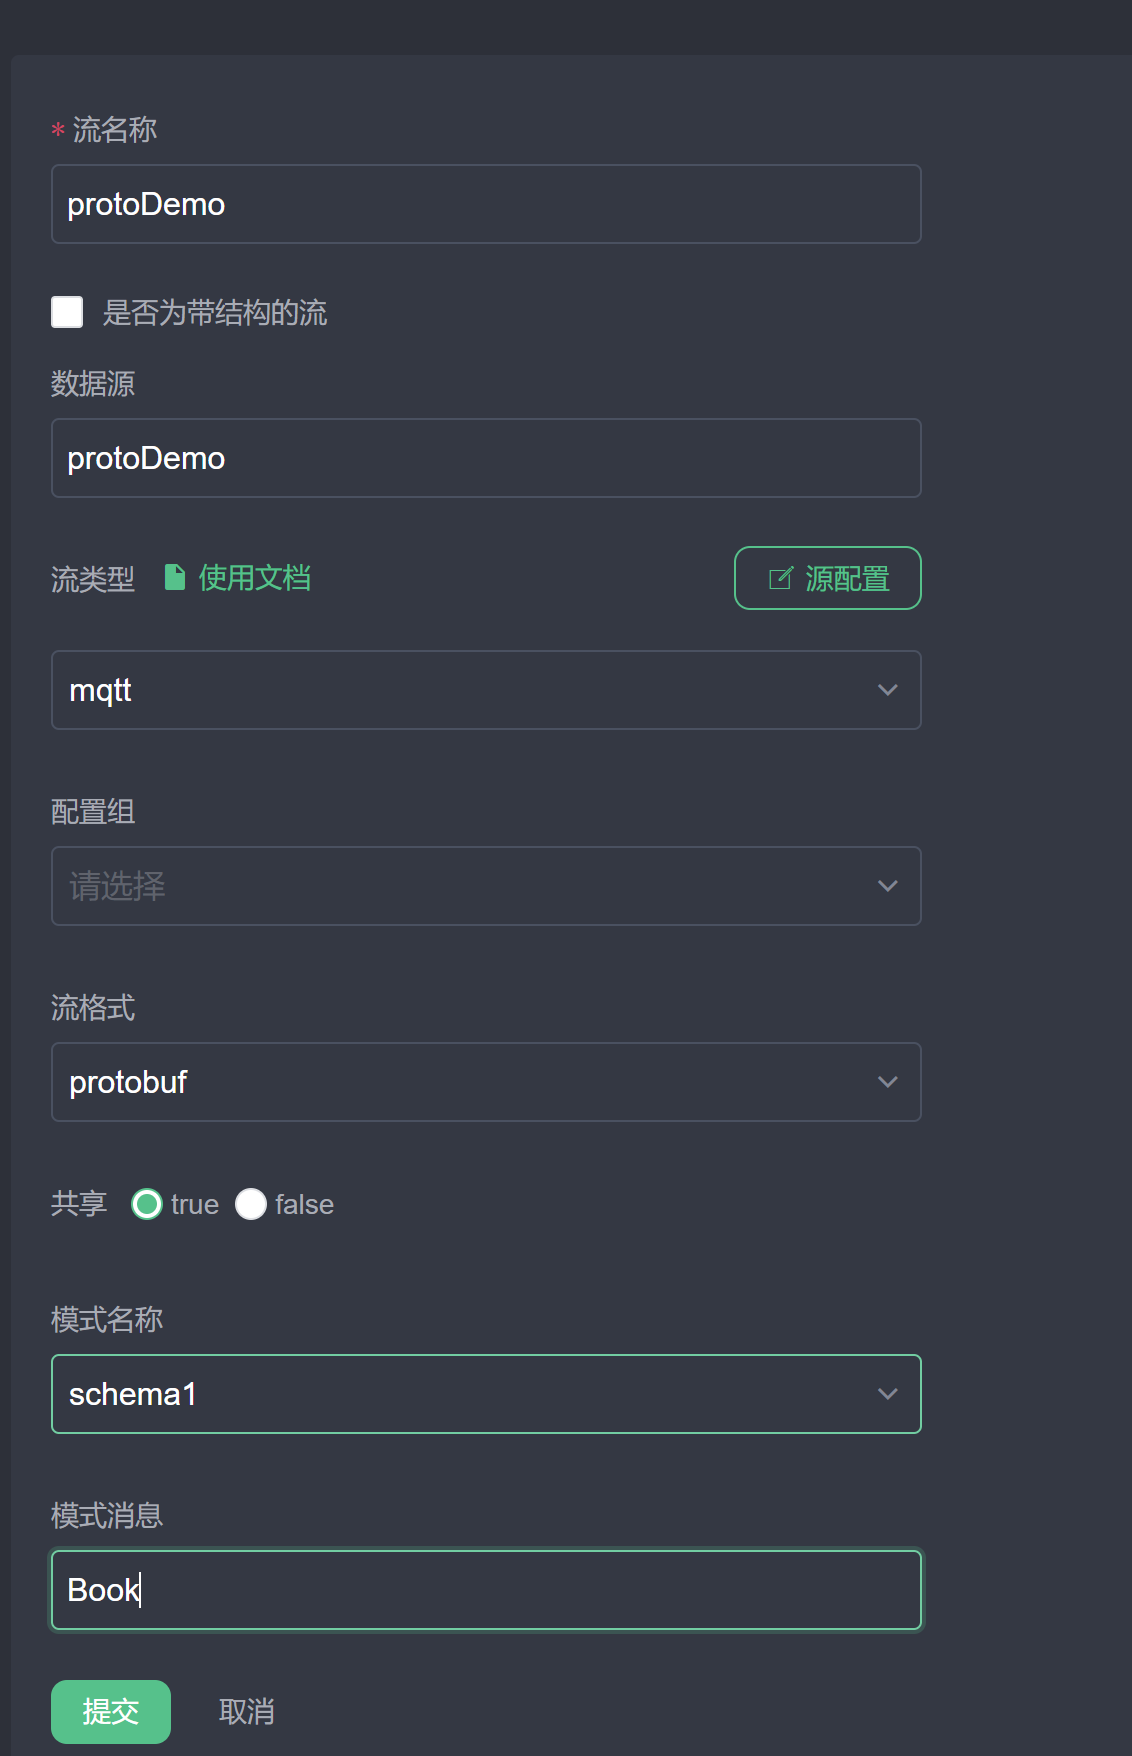 * 流名称
protoDemo
是否为带结构的流
数据源
protoDemo
流类型 使用文档 源配置
mqtt
配置组
请选择
流格式
protobuf
共享 true false
模式名称
schema1
模式消息
Book
提交 取消